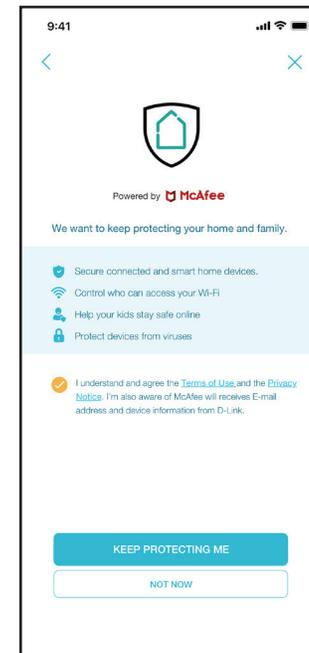 9:41
Powered by McAfee
We want to keep protecting your home and family.
Secure connected and smart home devices.
Control who can access your Wi-Fi
Help your kids stay safe online
Protect devices from viruses
I understand and agree the Terms of Use and the Privacy
Notice. I'm also aware of McAfee will receives E-mail
address and device information from D-Link.
KEEP PROTECTING ME
NOT NOW